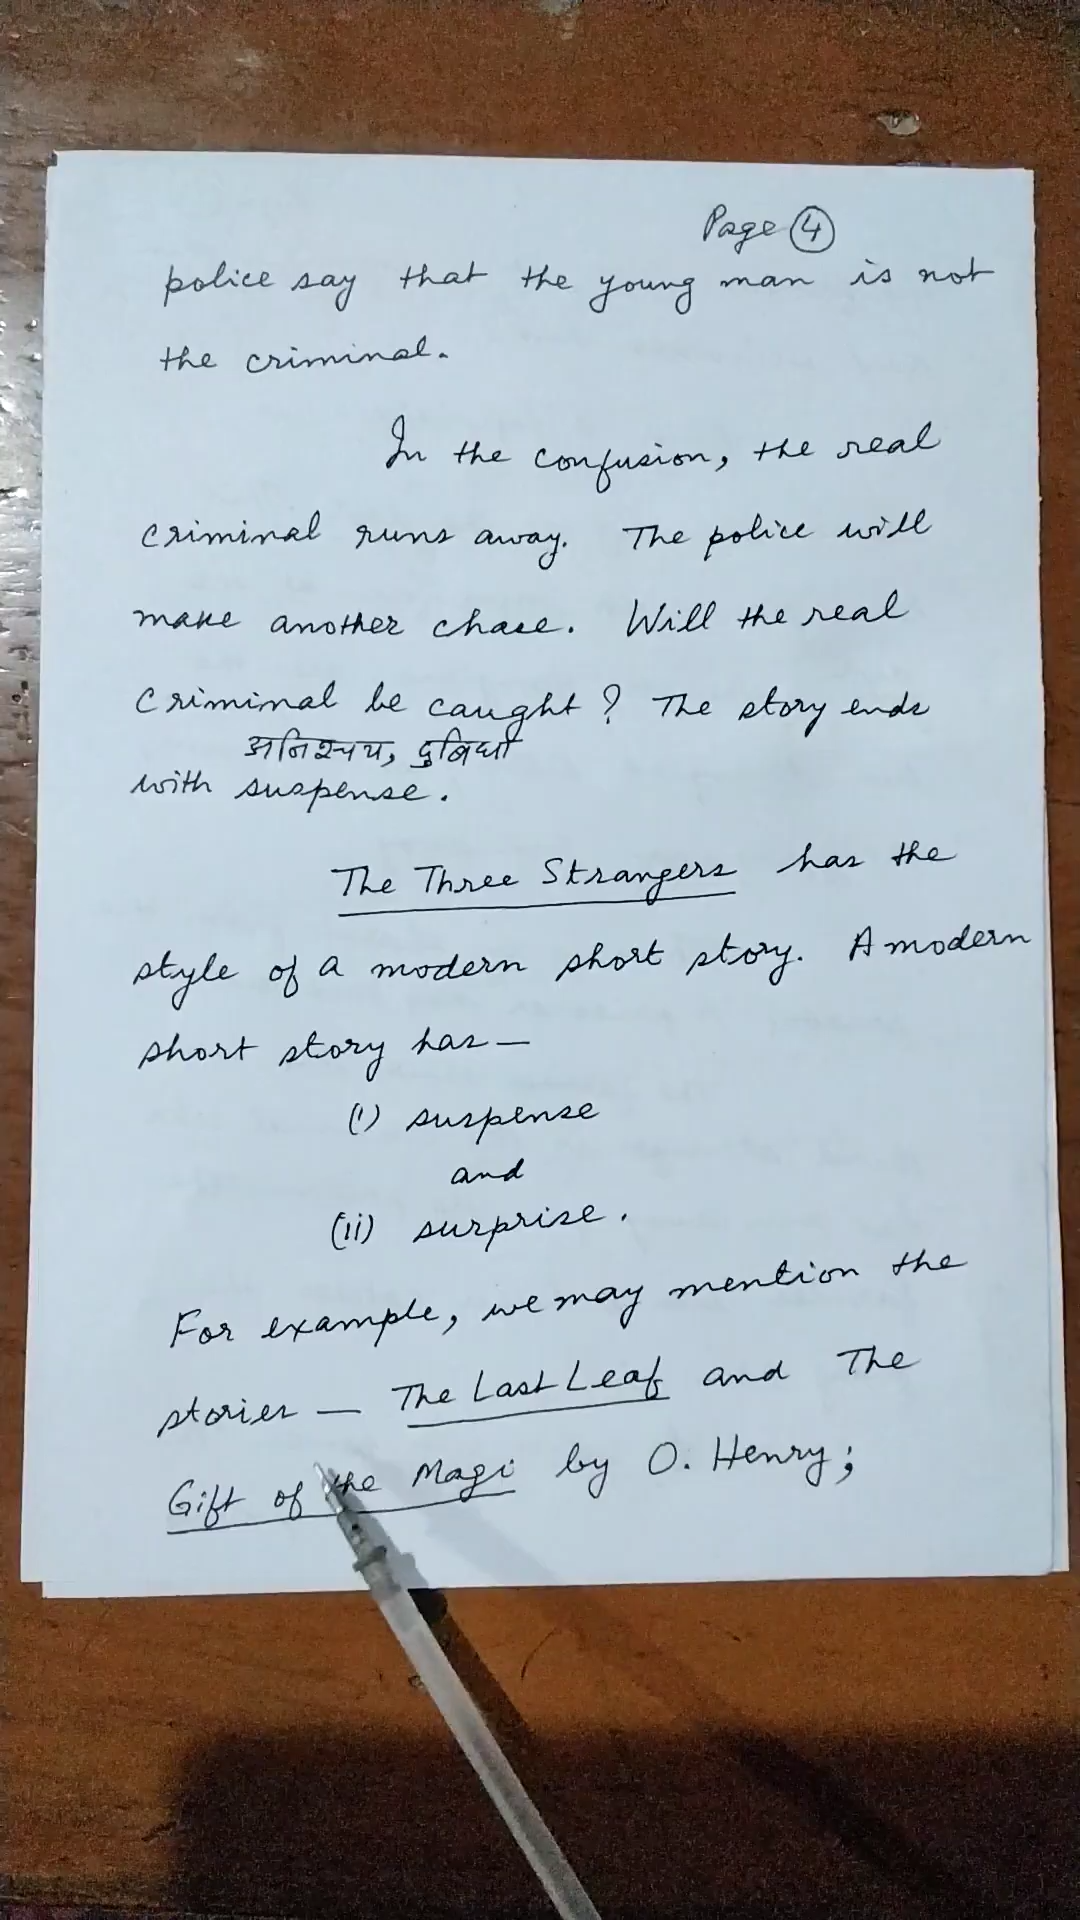 Page 4
police say that the young man is not
the criminal.
In the confusion, the real
criminal runs away. The police will
make another chase. Will the real
criminal be caught? The story ends
अनिश्चय, दुविधा
with suspense.
The Three Strangers has the
style of a modern short story. A modern
short story has —
(i) suspense
and
(ii) surprise.
For example, we may mention the
stories — The Last Leaf and The
Gift of the Magi by O. Henry;